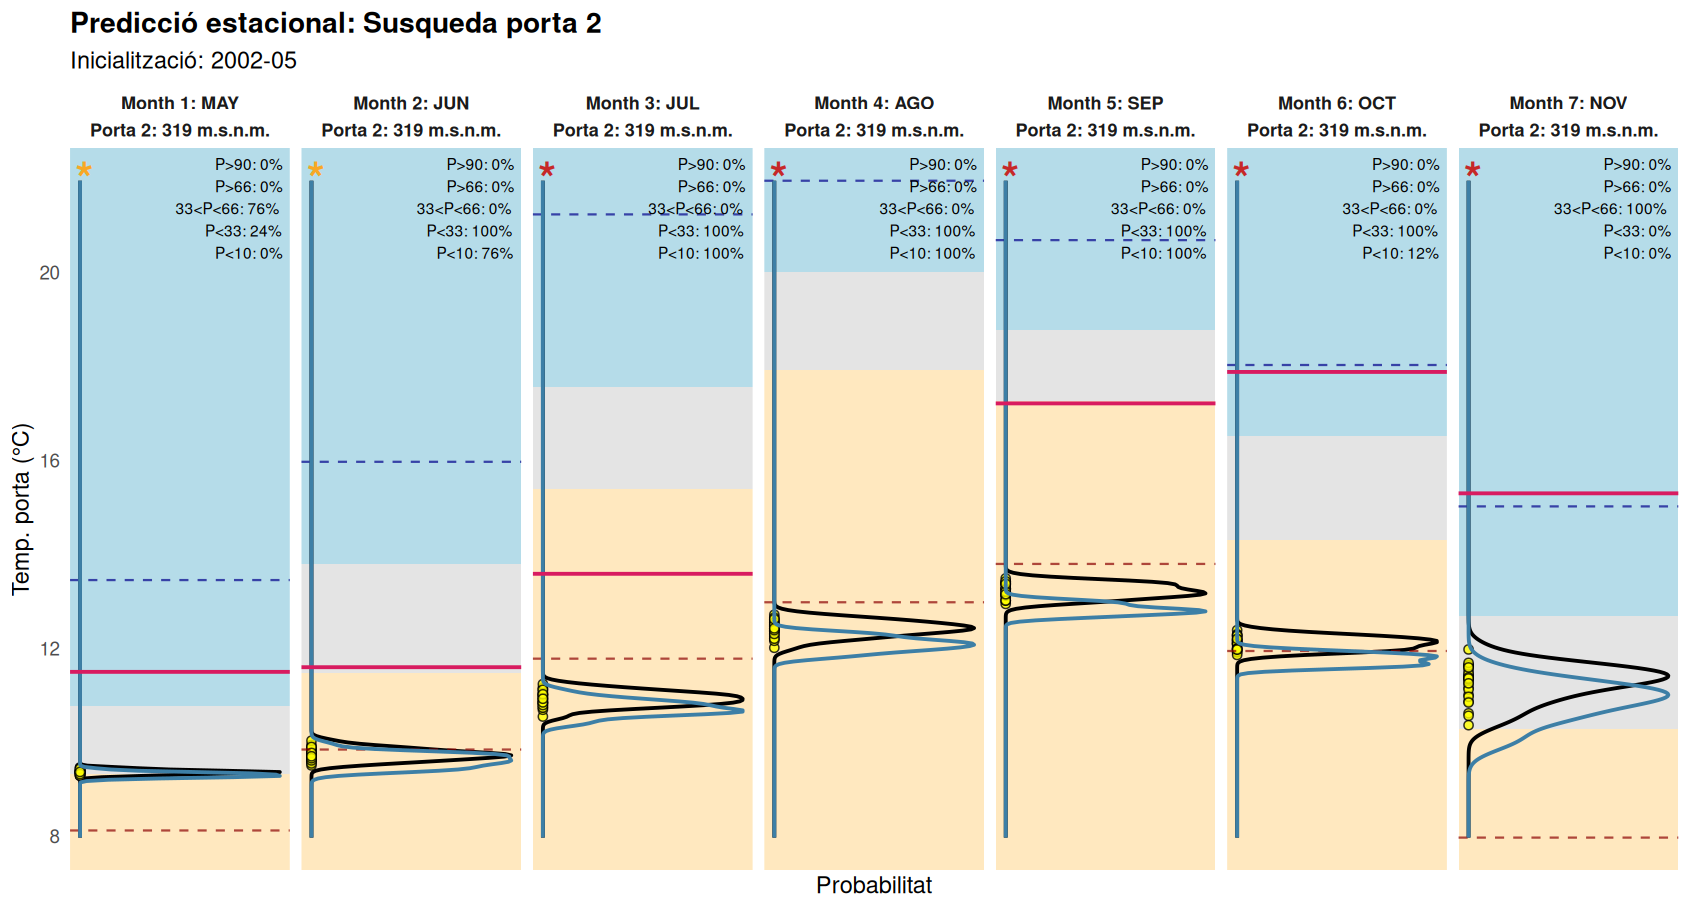 Predicció estacional: Susqueda porta 2
Inicialització: 2002-05
Month 1: MAY
Porta 2: 319 m.s.n.m.
Month 2: JUN
Porta 2: 319 m.s.n.m.
Month 3: JUL
Porta 2: 319 m.s.n.m.
Month 4: AGO
Porta 2: 319 m.s.n.m.
Month 5: SEP
Porta 2: 319 m.s.n.m.
Month 6: OCT
Porta 2: 319 m.s.n.m.
Month 7: NOV
Porta 2: 319 m.s.n.m.
*
P>90: 0%
P>66: 0%
33<P<66: 76%
P<33: 24%
P<10: 0%
*
P>90: 0%
P>66: 0%
33<P<66: 0%
P<33: 100%
P<10: 76%
*
P>90: 0%
P>66: 0%
33<P<66: 0%
P<33: 100%
P<10: 100%
*
P>90: 0%
P>66: 0%
33<P<66: 0%
P<33: 100%
P<10: 100%
*
P>90: 0%
P>66: 0%
33<P<66: 0%
P<33: 100%
P<10: 100%
*
P>90: 0%
P>66: 0%
33<P<66: 0%
P<33: 100%
P<10: 12%
*
P>90: 0%
P>66: 0%
33<P<66: 100%
P<33: 0%
P<10: 0%
Temp. porta (°C)
20
16
12
8
Probabilitat